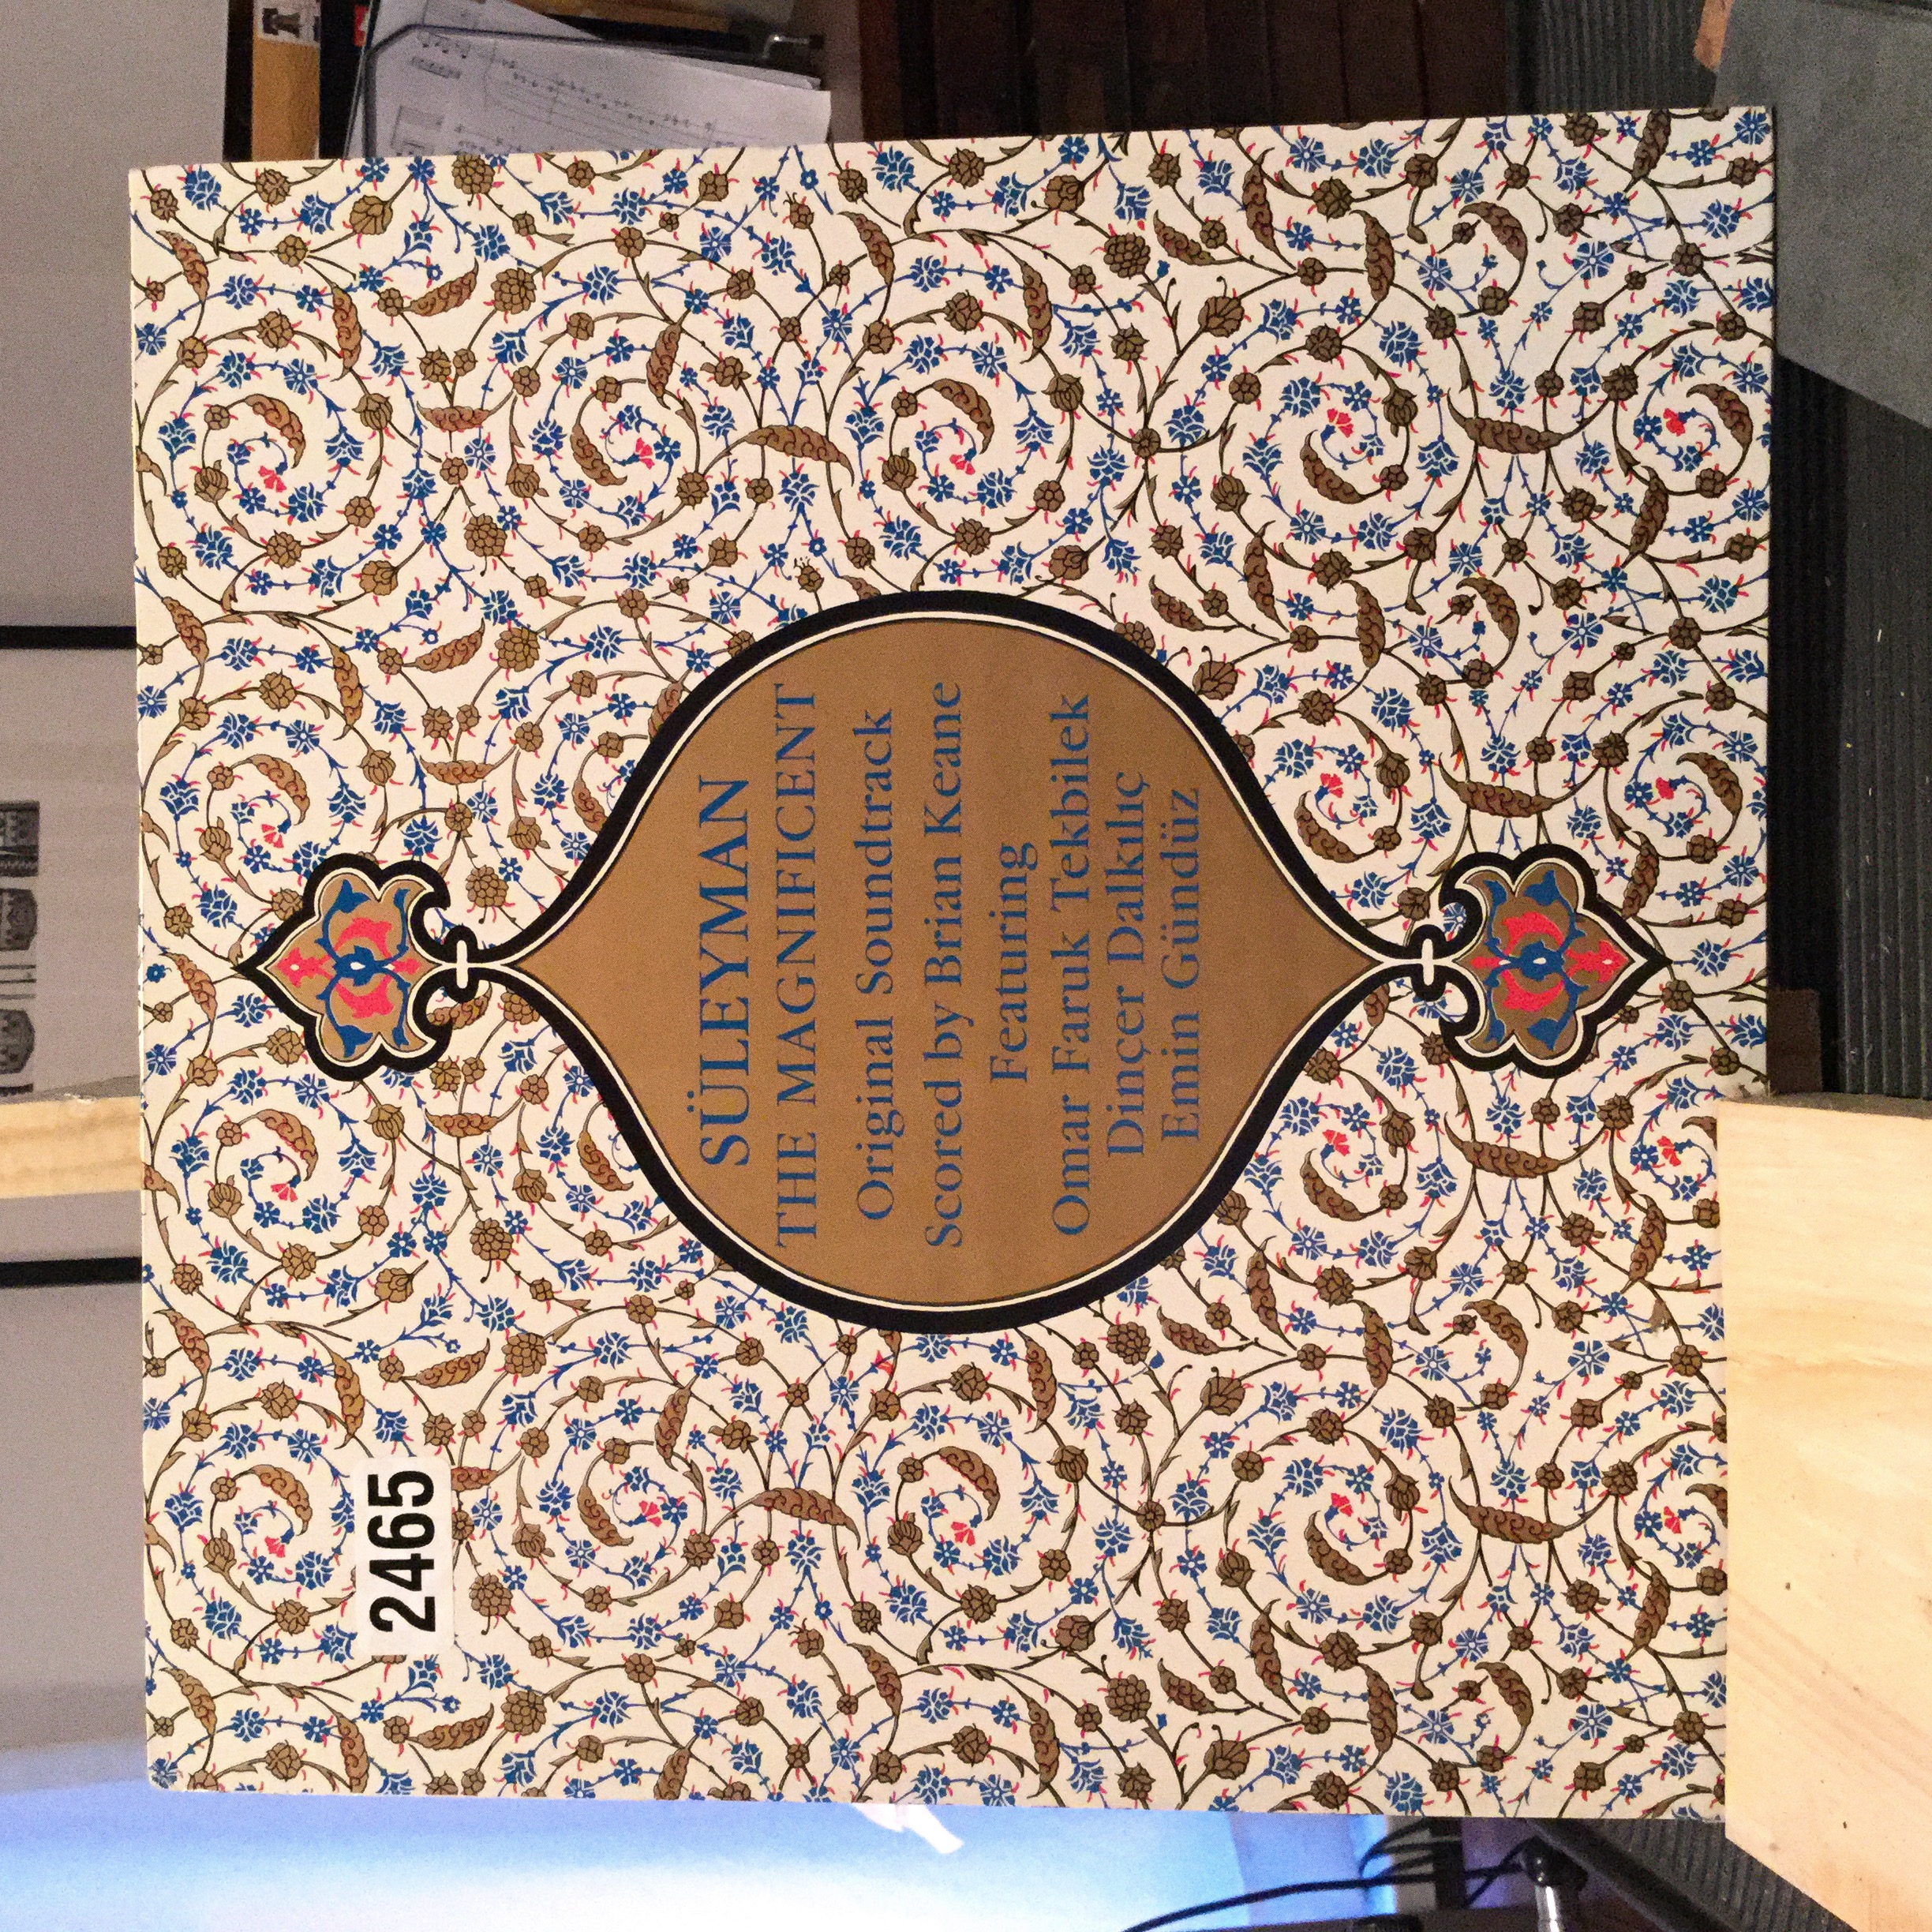 2465
SÜLEYMAN
THE MAGNIFICENT
Original Soundtrack
Scored by Brian Keane
Featuring
Omar Faruk Tekbilek
Dinçer Dalkılıç
Emin Gündüz